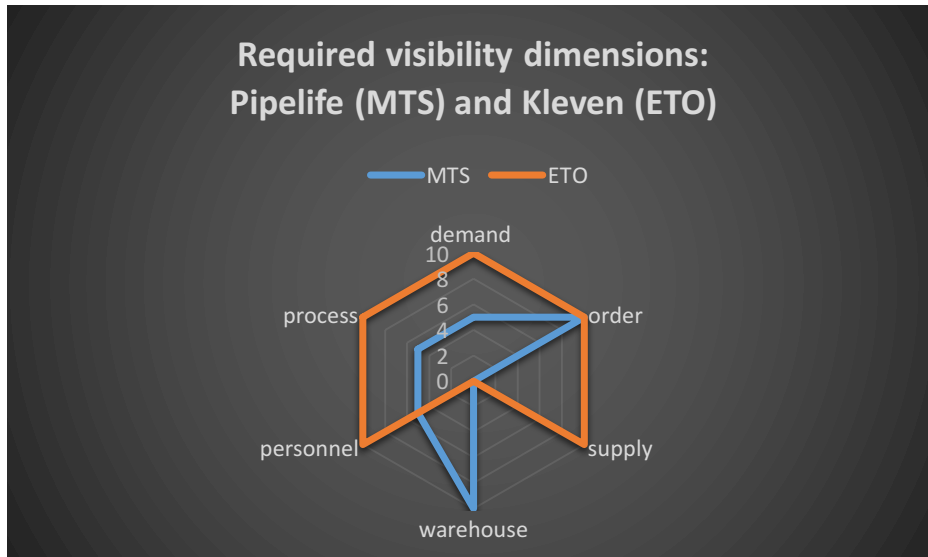 Required visibility dimensions:
Pipelife (MTS) and Kleven (ETO)
MTS ETO
demand
10
8
process order
6
4
2
0
personnel supply
warehouse